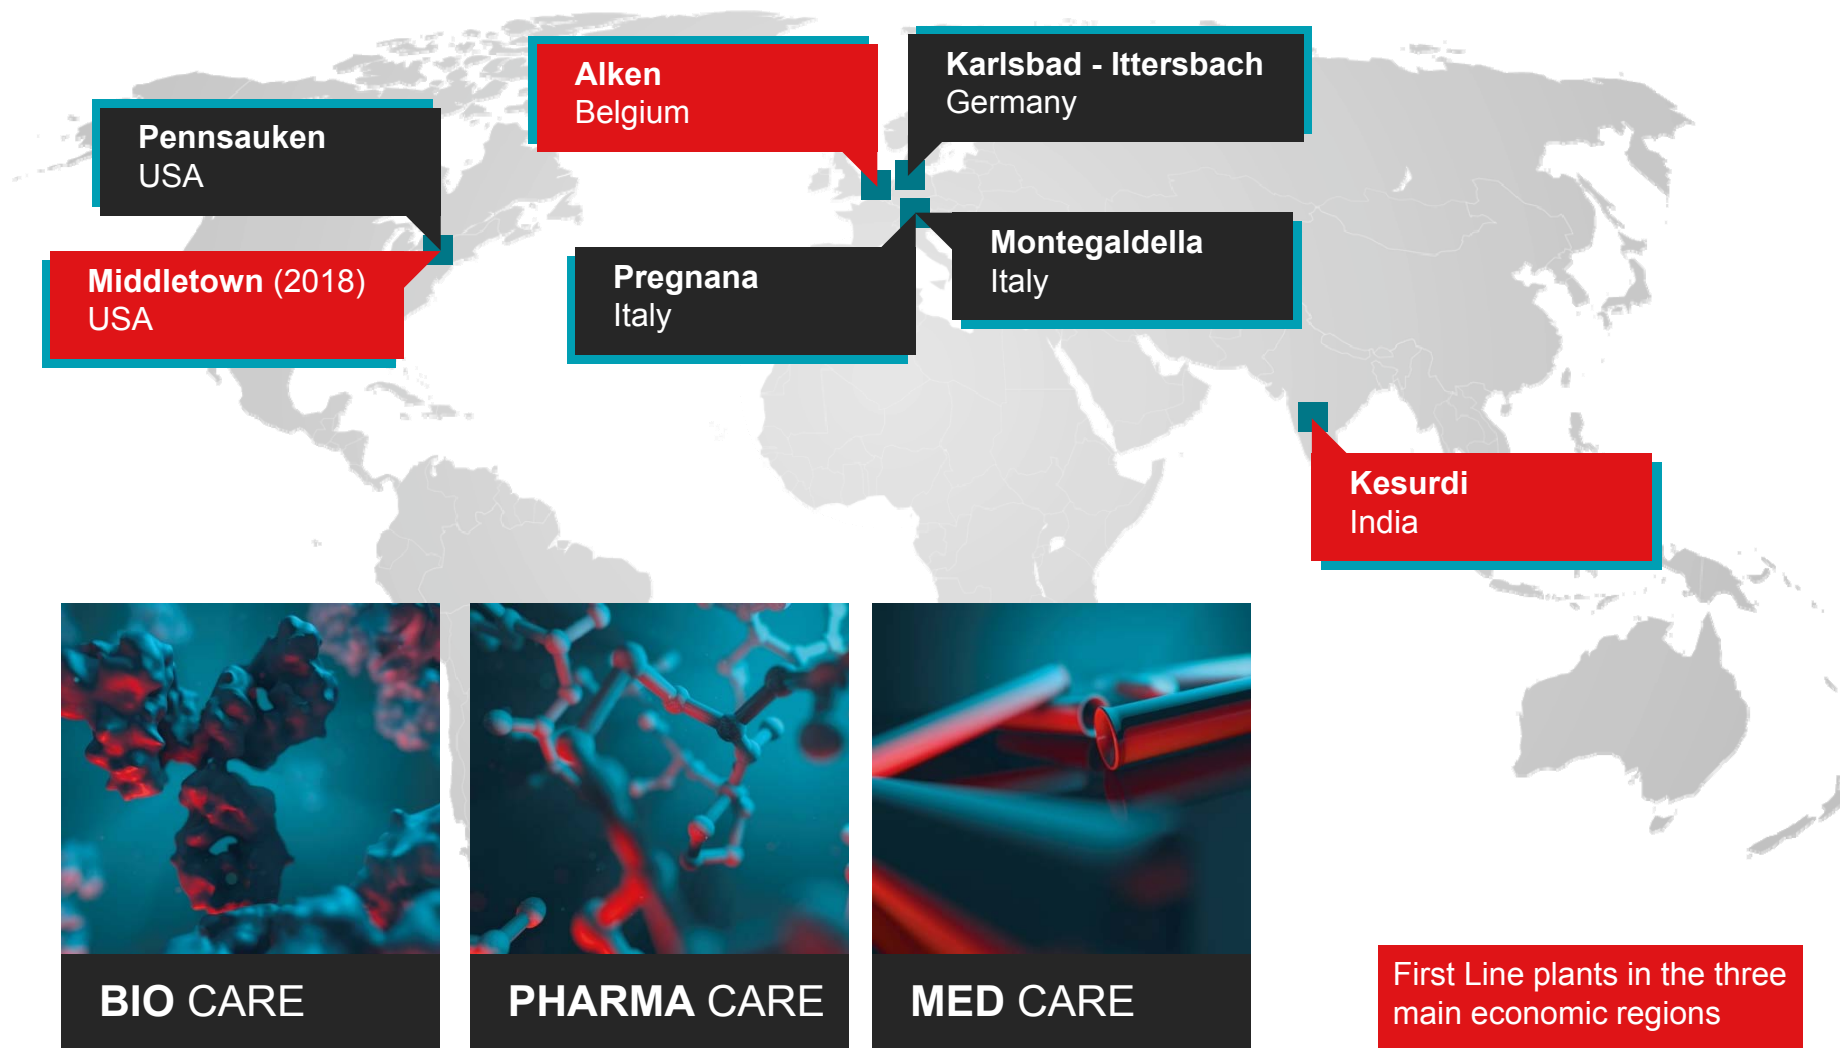 Alken
Belgium
Karlsbad - Ittersbach
Germany
Pennsauken
USA
Middletown (2018)
USA
Pregnana
Italy
Montegaldella
Italy
Kesurdi
India
BIO CARE
PHARMA CARE
MED CARE
First Line plants in the three
main economic regions